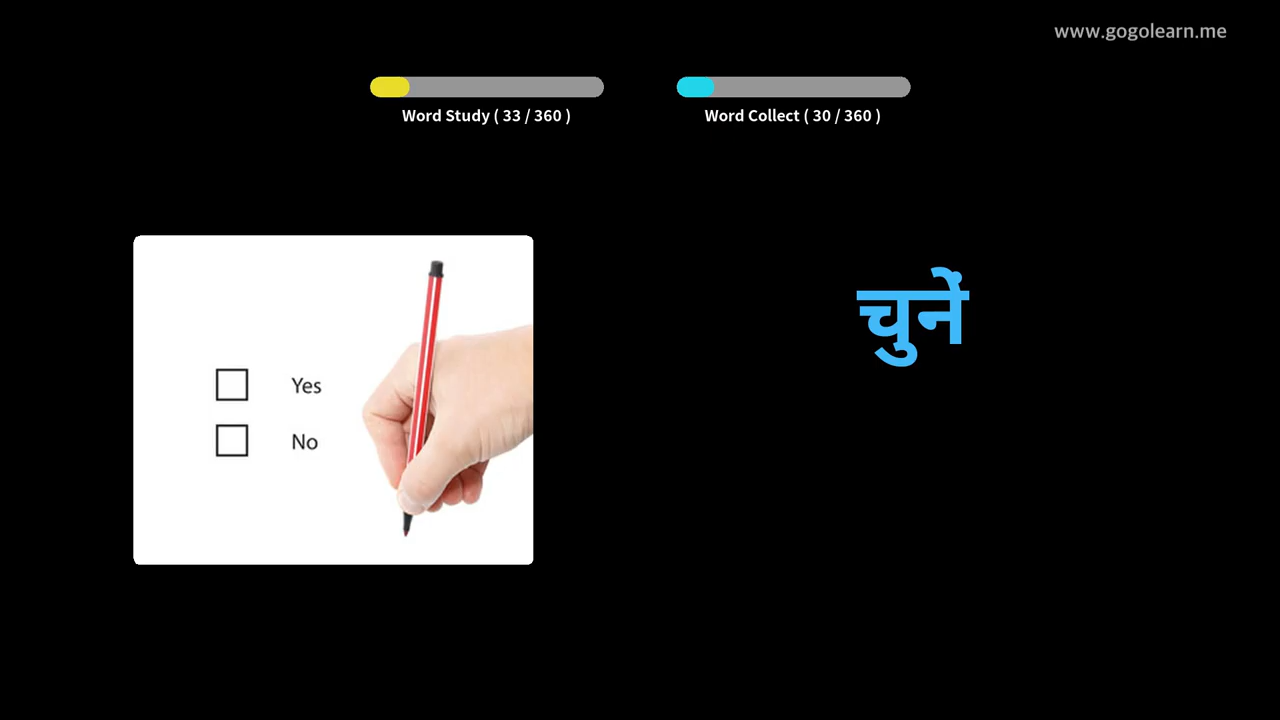 www.gogolearn.me
Word Study ( 33 / 360 )
Word Collect ( 30 / 360 )
चुनें
Yes
No